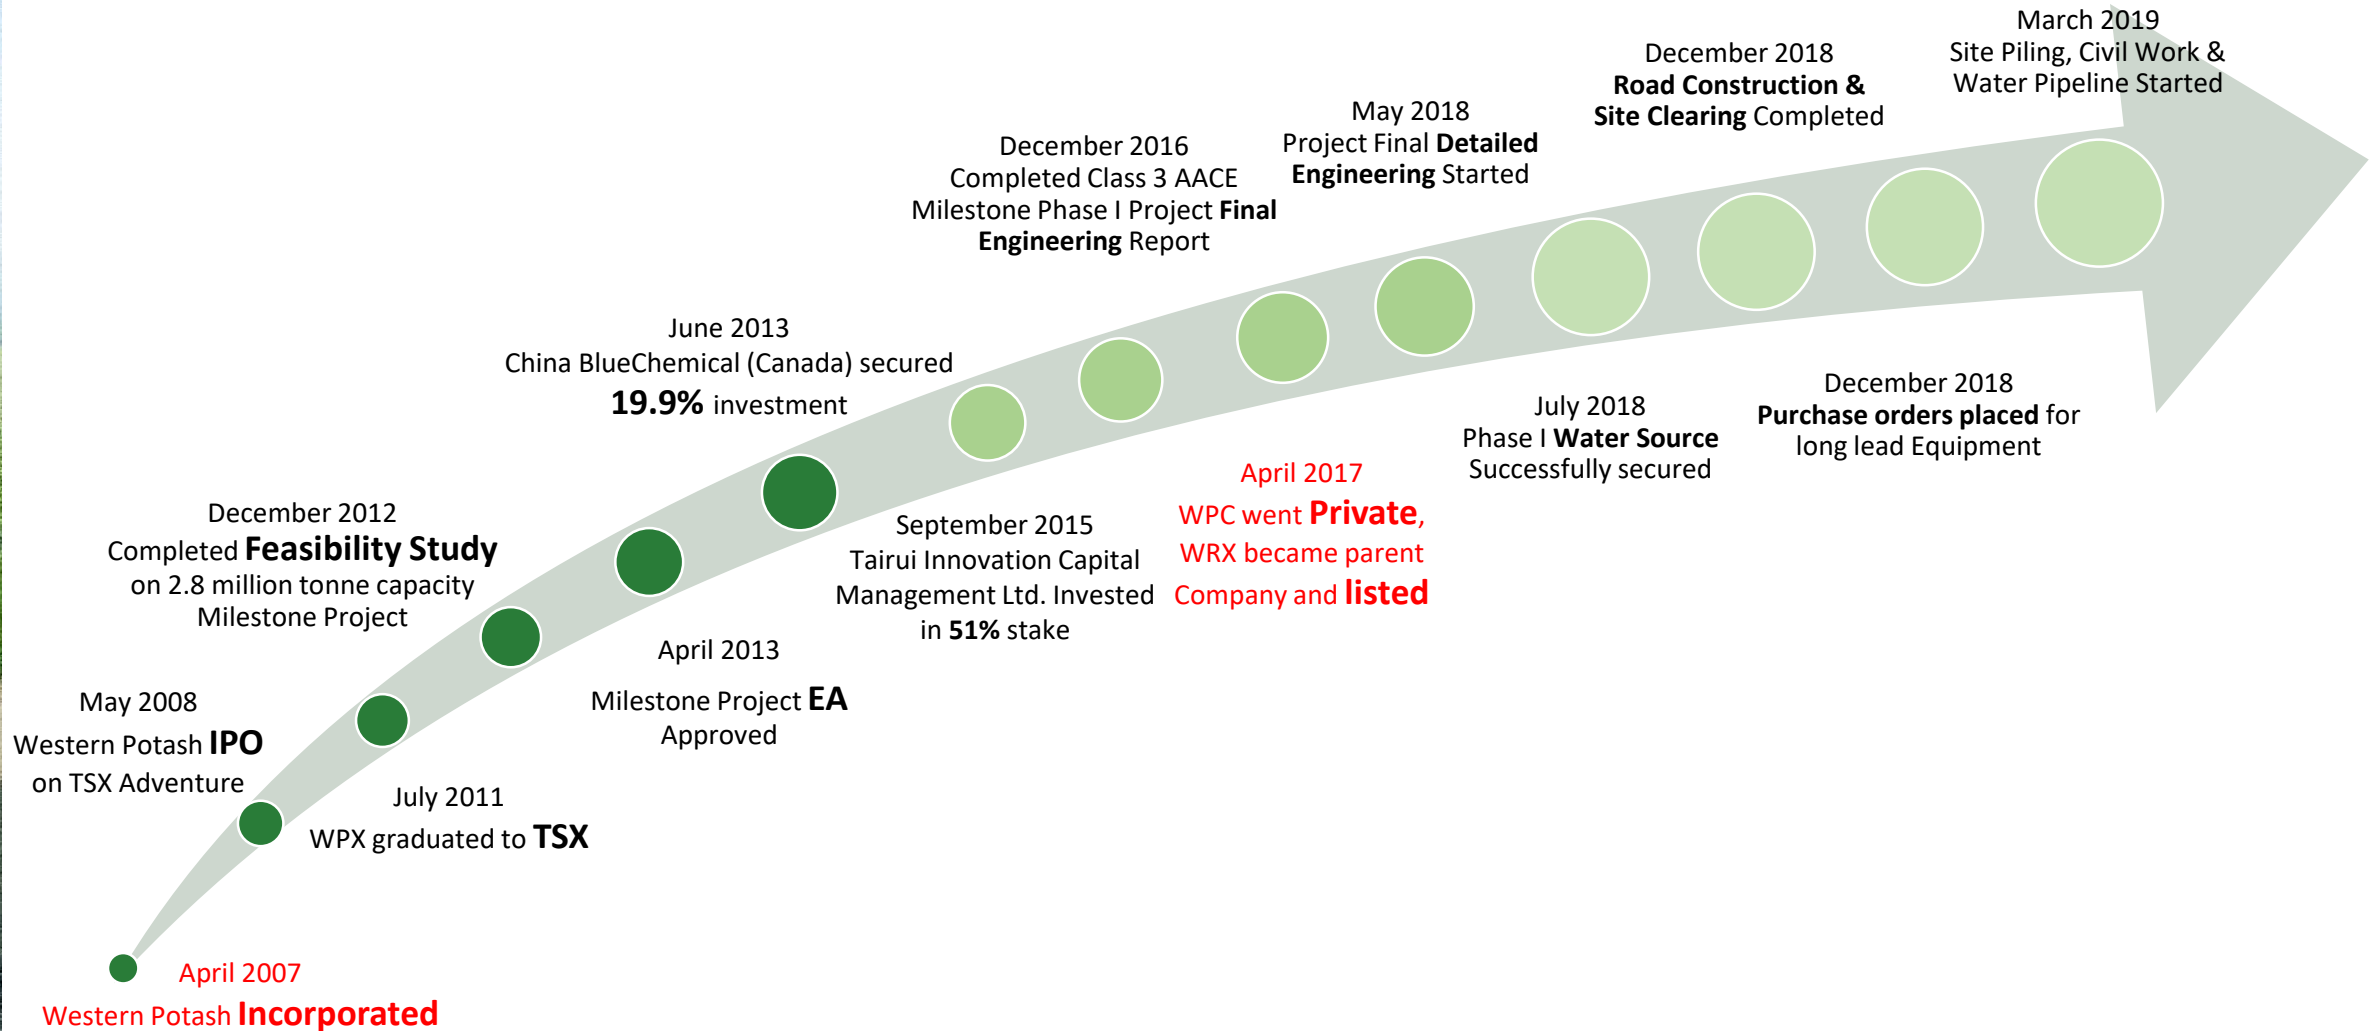 April 2007
Western Potash Incorporated
May 2008
Western Potash IPO
on TSX Adventure
July 2011
WPX graduated to TSX
December 2012
Completed Feasibility Study
on 2.8 million tonne capacity
Milestone Project
April 2013
Milestone Project EA
Approved
June 2013
China BlueChemical (Canada) secured
19.9% investment
September 2015
Tairui Innovation Capital
Management Ltd. Invested
in 51% stake
December 2016
Completed Class 3 AACE
Milestone Phase I Project Final
Engineering Report
April 2017
WPC went Private,
WRX became parent
Company and listed
May 2018
Project Final Detailed
Engineering Started
July 2018
Phase I Water Source
Successfully secured
December 2018
Road Construction &
Site Clearing Completed
December 2018
Purchase orders placed for
long lead Equipment
March 2019
Site Piling, Civil Work &
Water Pipeline Started